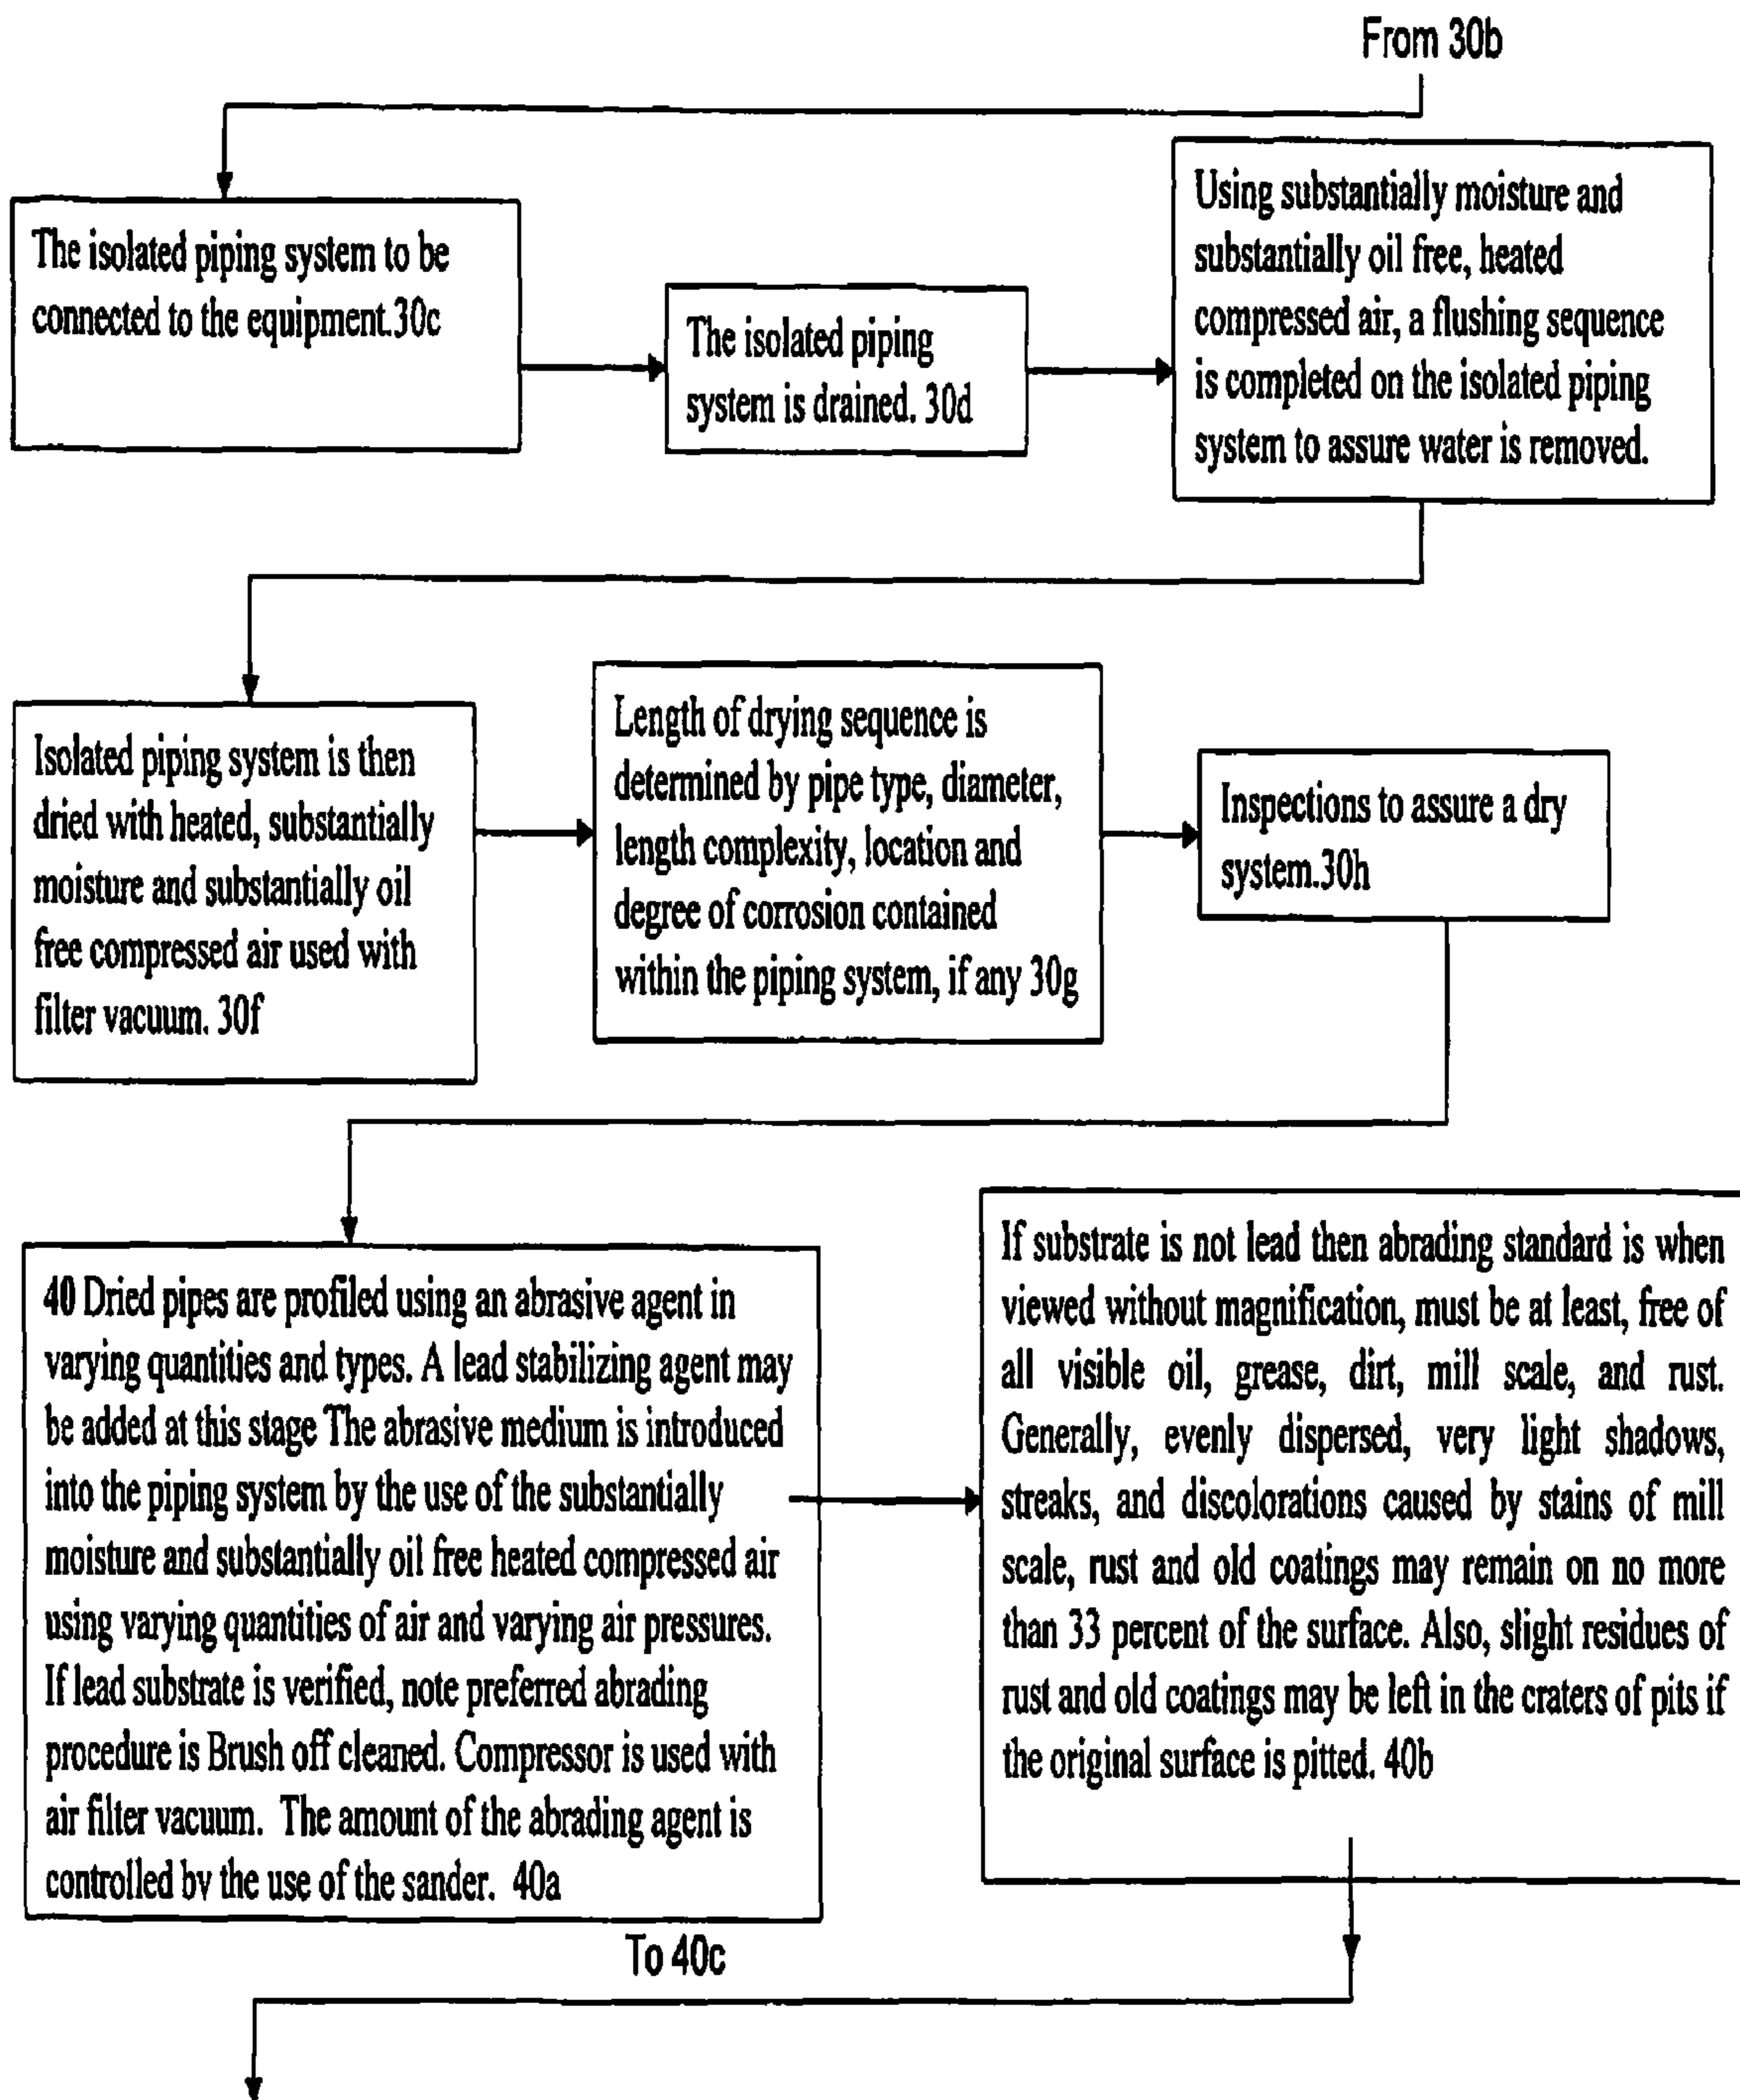 From 30b
The isolated piping system to be
connected to the equipment.30c
The isolated piping
system is drained. 30d
Using substantially moisture and
substantially oil free, heated
compressed air, a flushing sequence
is completed on the isolated piping
system to assure water is removed.
Isolated piping system is then
dried with heated, substantially
moisture and substantially oil
free compressed air used with
filter vacuum. 30f
Length of drying sequence is
determined by pipe type, diameter,
length complexity, location and
degree of corrosion contained
within the piping system, if any 30g
Inspections to assure a dry
system.30h
40 Dried pipes are profiled using an abrasive agent in
varying quantities and types. A lead stabilizing agent may
be added at this stage The abrasive medium is introduced
into the piping system by the use of the substantially
moisture and substantially oil free heated compressed air
using varying quantities of air and varying air pressures.
If lead substrate is verified, note preferred abrading
procedure is Brush off cleaned. Compressor is used with
air filter vacuum. The amount of the abrading agent is
controlled by the use of the sander. 40a
If substrate is not lead then abrading standard is when
viewed without magnification, must be at least, free of
all visible oil, grease, dirt, mill scale, and rust.
Generally, evenly dispersed, very light shadows,
streaks, and discolorations caused by stains of mill
scale, rust and old coatings may remain on no more
than 33 percent of the surface. Also, slight residues of
rust and old coatings may be left in the craters of pits if
the original surface is pitted. 40b
To 40c